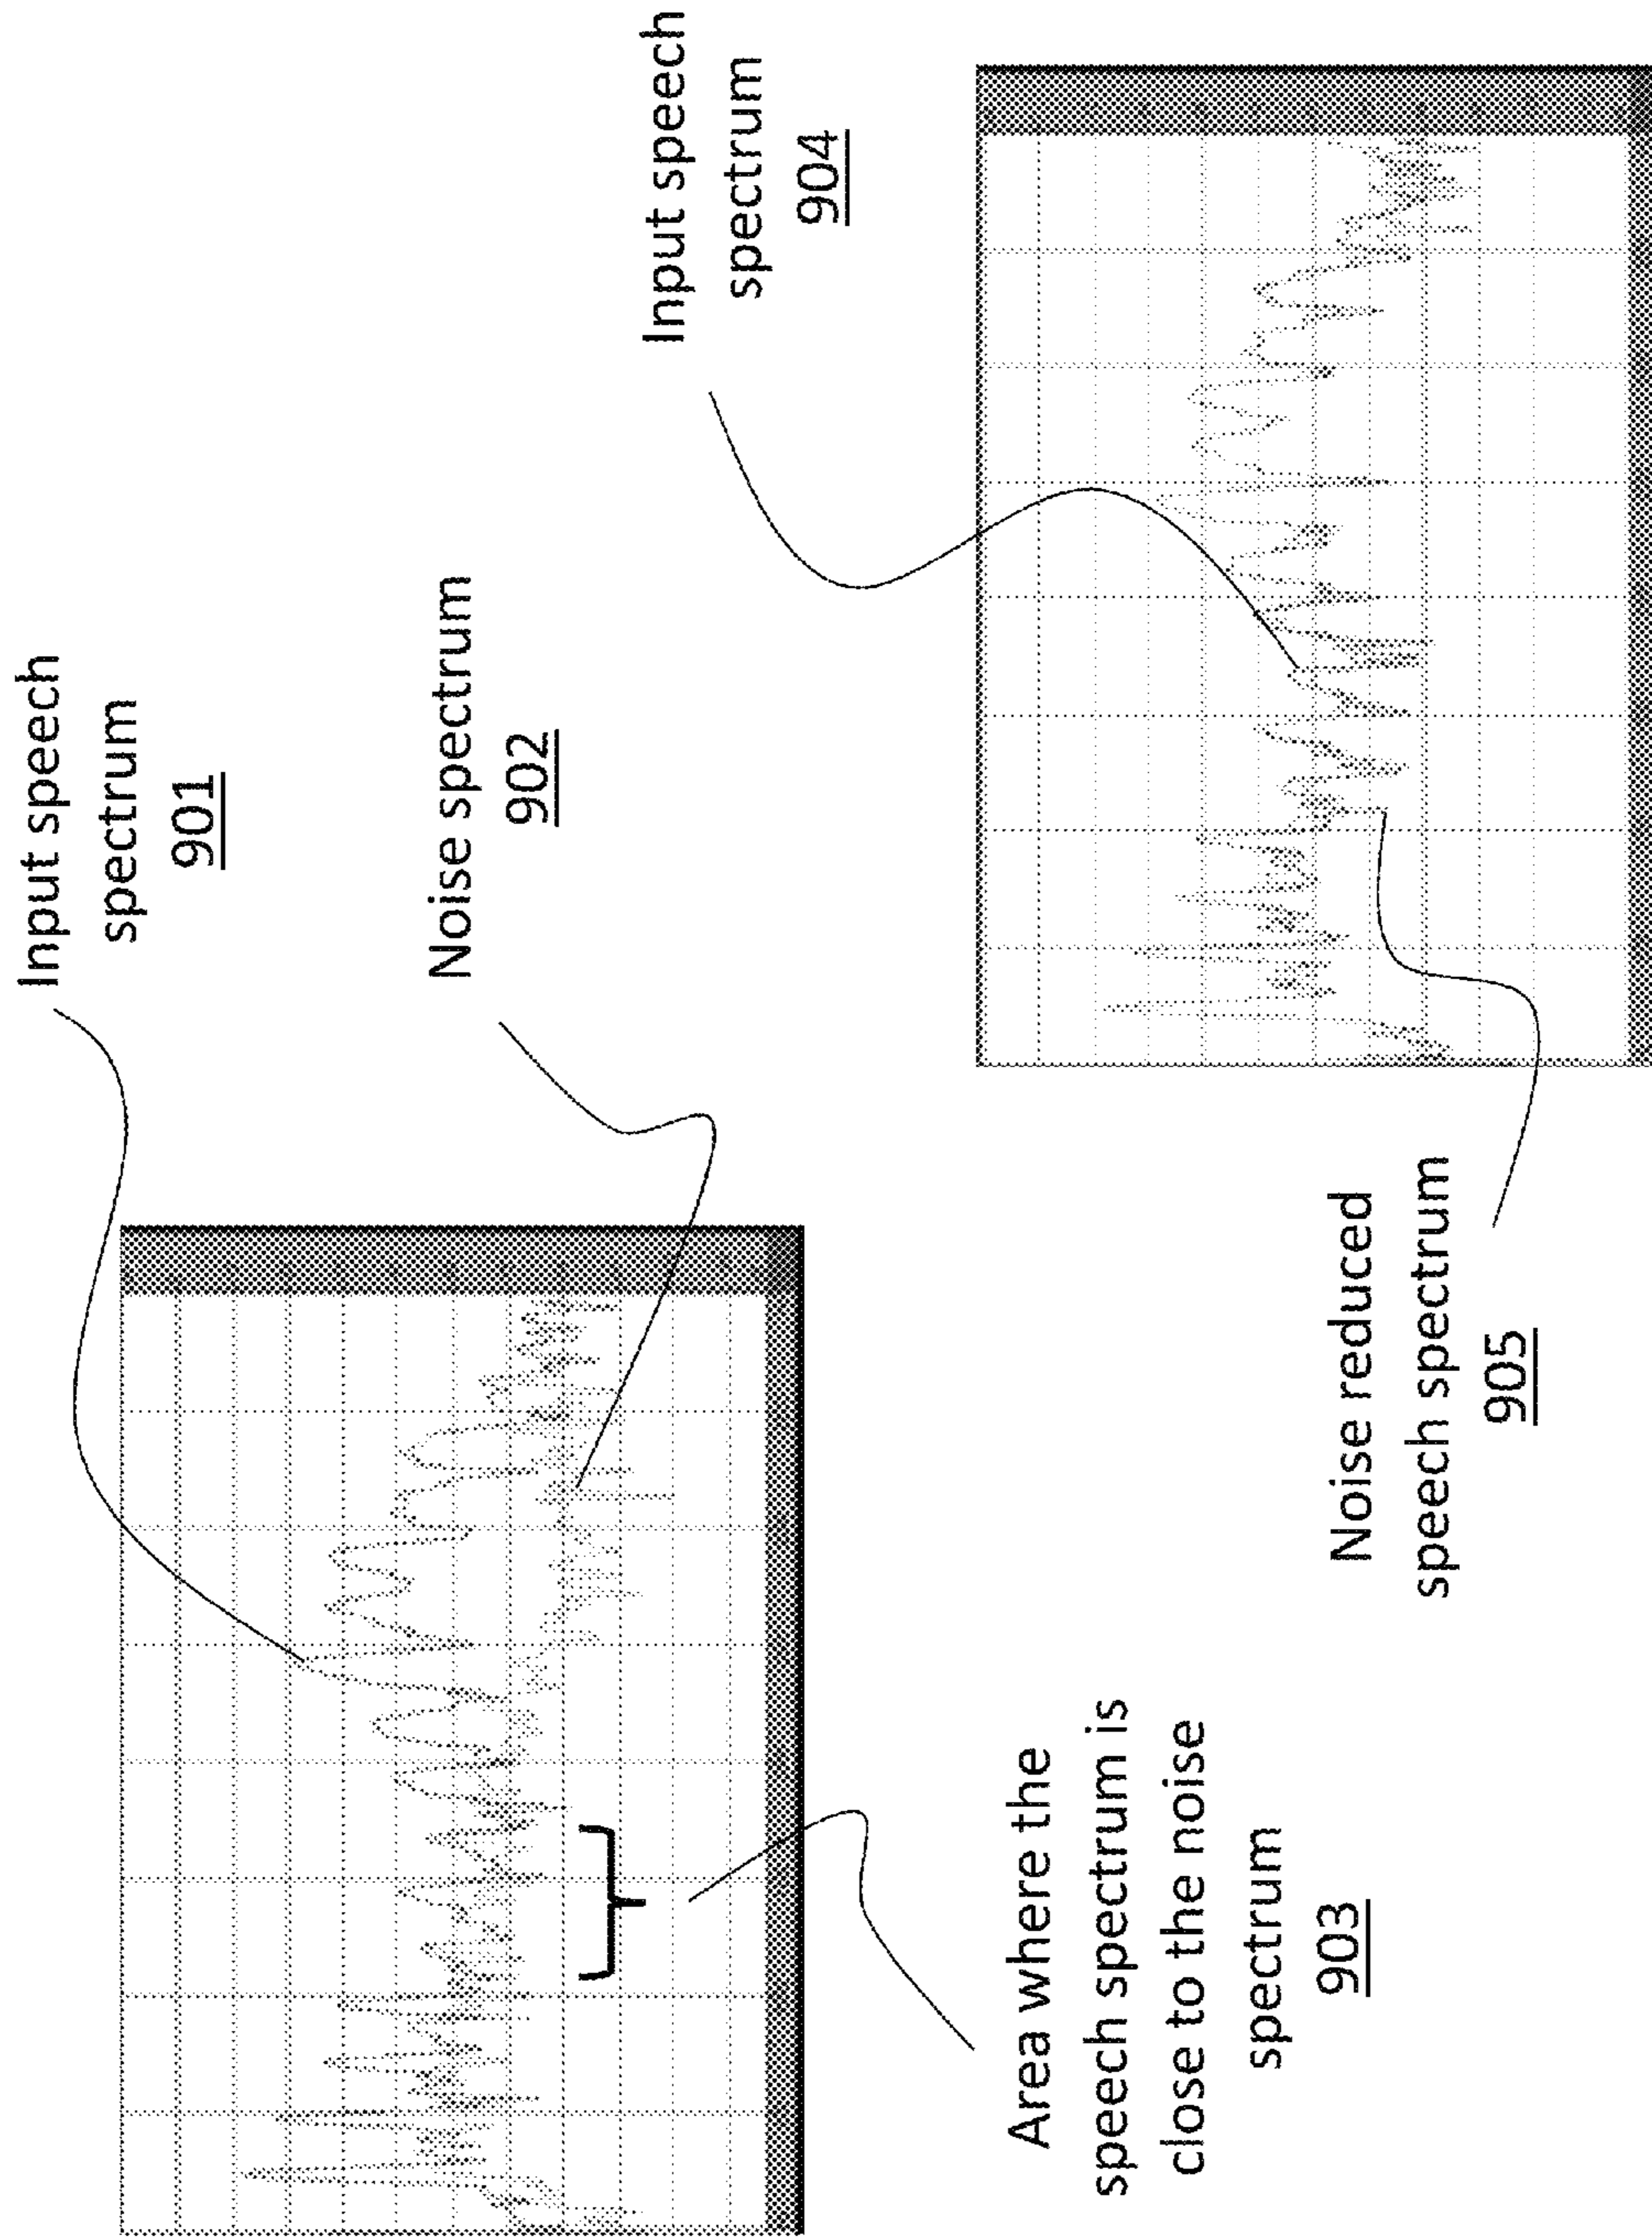 Input speech
spectrum
901
Noise spectrum
902
Area where the
speech spectrum is
close to the noise
spectrum
903
Input speech
spectrum
904
Noise reduced
speech spectrum
905